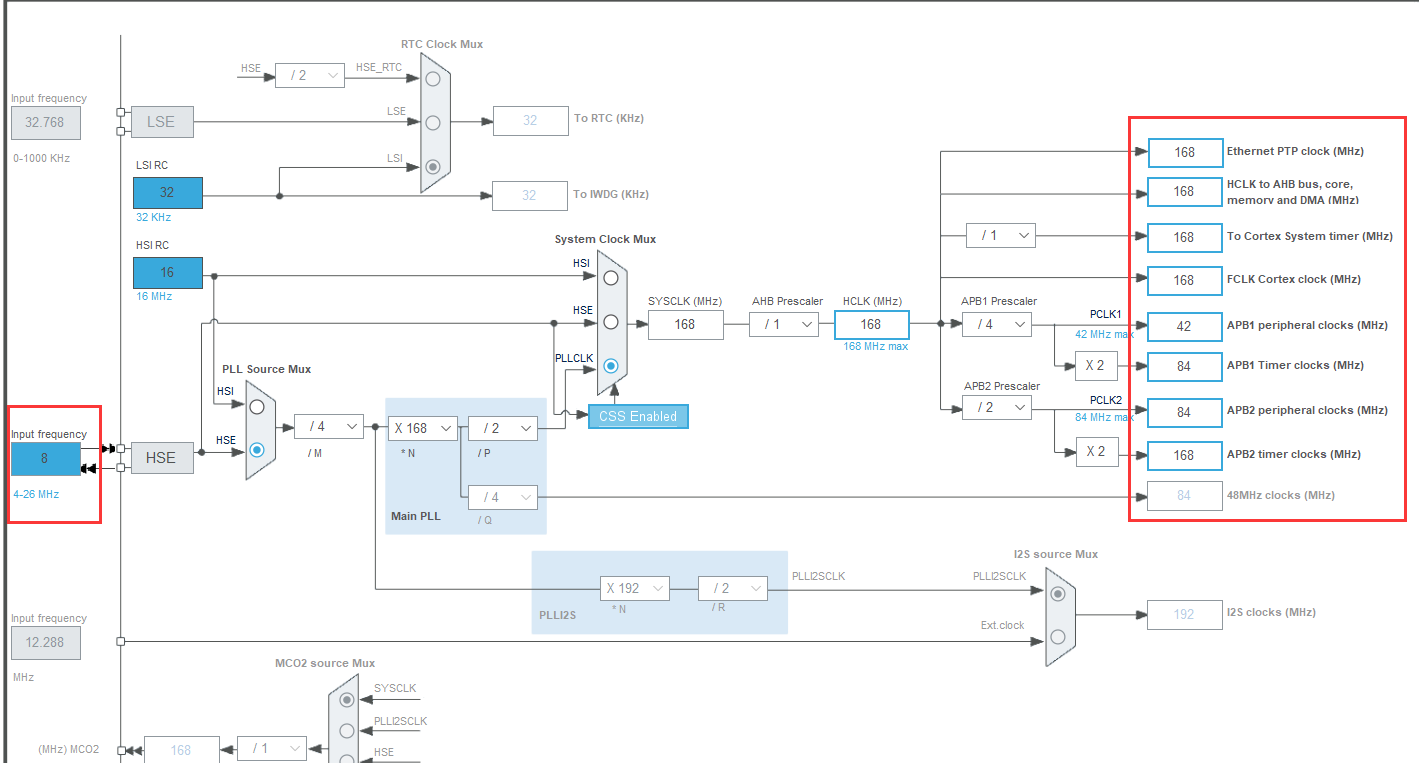 RTC Clock Mux
HSE
/ 2
HSE_RTC
Input frequency
32.768
0-1000 KHz
LSE
LSE
32
To RTC (KHz)
LSI RC
32
32 KHz
LSI
32
To IWDG (KHz)
HSI RC
16
16 MHz
System Clock Mux
HSI
HSE
PLLCLK
SYSCLK (MHz)
168
AHB Prescaler
/ 1
HCLK (MHz)
168
168 MHz max
168
Ethernet PTP clock (MHz)
168
HCLK to AHB bus, core,
memory and DMA (MHz)
/ 1
168
To Cortex System timer (MHz)
168
FCLK Cortex clock (MHz)
APB1 Prescaler
/ 4
PCLK1
42 MHz max
42
APB1 peripheral clocks (MHz)
X 2
84
APB1 Timer clocks (MHz)
APB2 Prescaler
/ 2
PCLK2
84 MHz max
84
APB2 peripheral clocks (MHz)
X 2
168
APB2 timer clocks (MHz)
84
48MHz clocks (MHz)
PLL Source Mux
HSI
HSE
CSS Enabled
Input frequency
8
4-26 MHz
HSE
/ 4
/ M
X 168
* N
/ 2
/ P
/ 4
/ Q
Main PLL
X 192
* N
/ 2
/ R
PLLI2S
PLLI2SCLK
I2S source Mux
PLLI2SCLK
Ext.clock
192
I2S clocks (MHz)
Input frequency
12.288
MHz
MCO2 source Mux
SYSCLK
PLLI2SCLK
HSE
(MHz) MCO2
168
/ 1